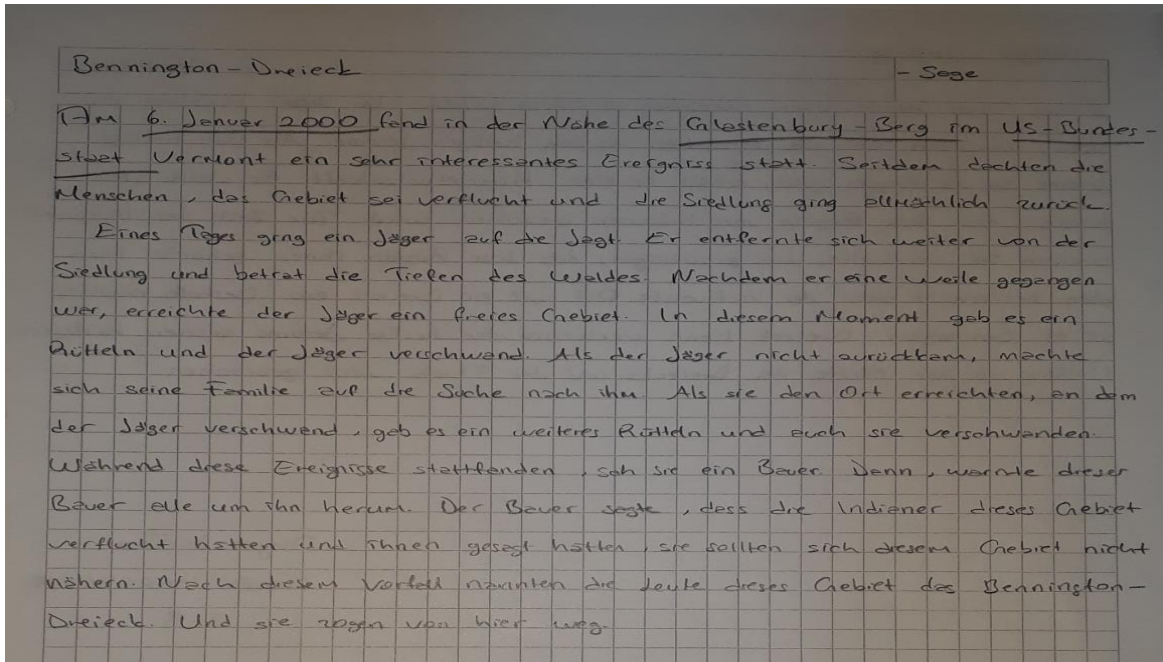 Bennington - Dreieck - Sage
Am 6. Januar 2000 fand in der Nähe des Glastenbury - Berg im US - Bundes-
staat Vermont ein sehr interessantes Ereigniss statt. Seitdem dachten die
Menschen, das Gebiet sei verflucht und die Siedlung ging allmählich zurück.
Eines Tages ging ein Jäger auf die Jagt. Er entfernte sich weiter von der
Siedlung und betrat die Tiefen des Waldes. Nachdem er eine weile gegangen
war, erreichte der Jäger ein freies Gebiet. In diesem Moment gab es ein
Rütteln und der Jäger verschwand. Als der Jäger nicht zurückkam, machte
sich seine Familie auf die Suche nach ihm. Als sie den Ort erreichten, an dem
der Jäger verschwand, gab es ein weiteres Rütteln und auch sie verschwanden.
Während diese Ereignisse stattfanden, sah sie ein Bauer. Dann, warnte dieser
Bauer alle um ihn herum. Der Bauer sagte, dass die Indianer dieses Gebiet
verflucht hatten und ihnen gesagt hatten, sie sollten sich diesem Gebiet nicht
nähern. Nach diesem Vorfall nannten die Leute dieses Gebiet das Bennington-
Dreieck. Und sie zogen von hier weg.